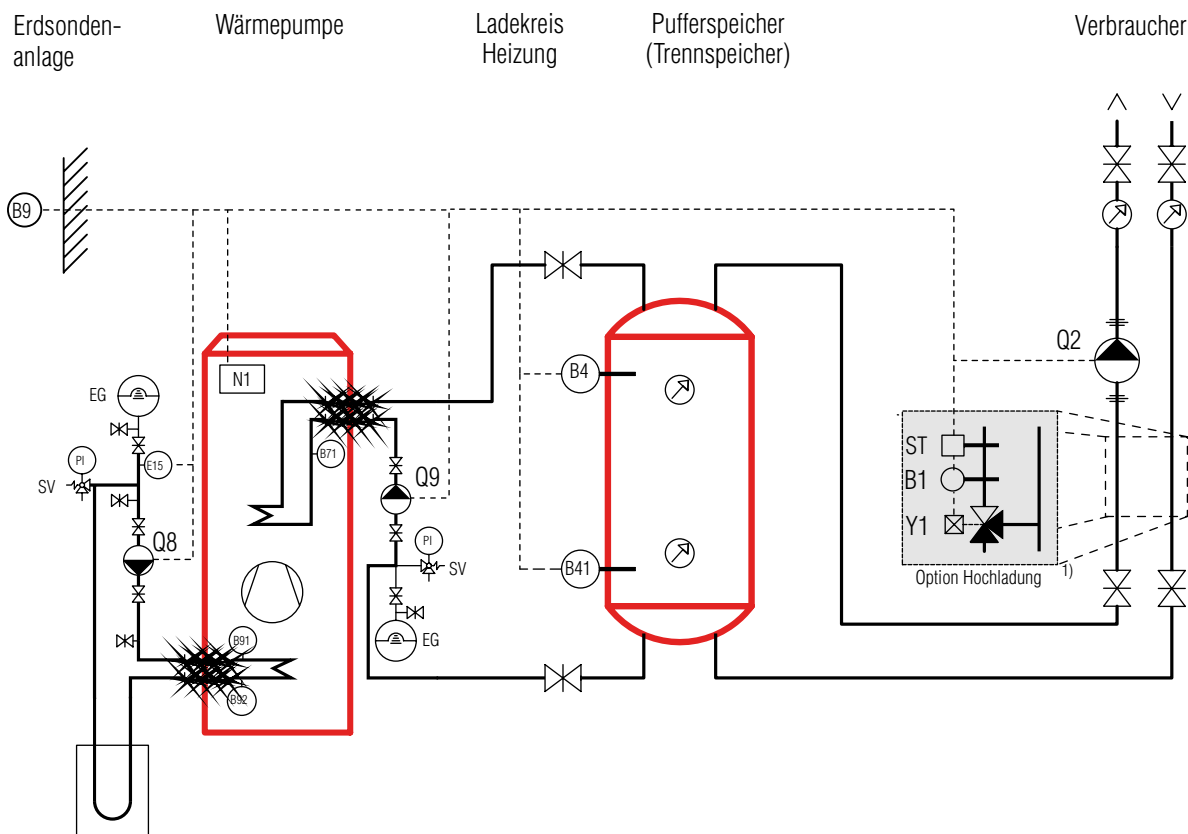 Erdsonden-
anlage
Wärmepumpe
Ladekreis
Heizung
Pufferspeicher
(Trennspeicher)
Verbraucher
B9
N1
EG
PI
SV
E15
Q8
B71
Q9
PI
SV
EG
B91
B92
B4
B41
Q2
ST
B1
Y1
Option Hochladung 1)